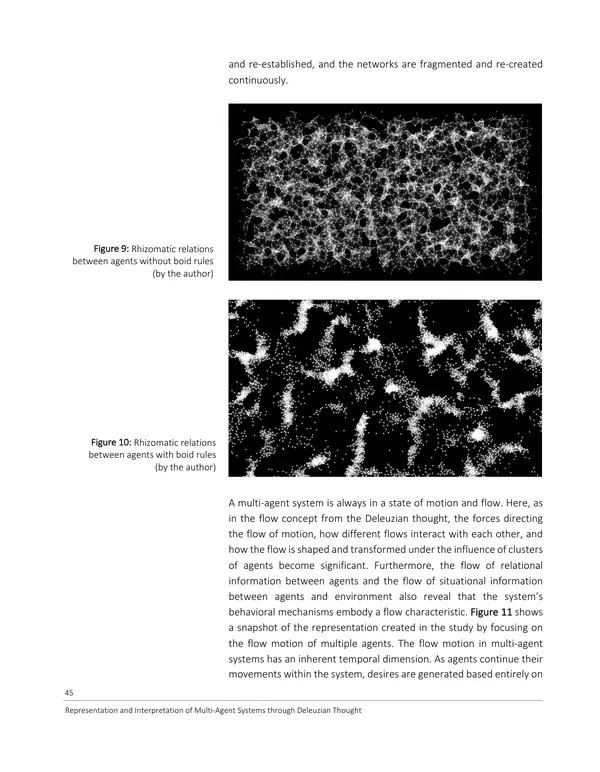 and re-established, and the networks are fragmented and re-created
continuously.
Figure 9: Rhizomatic relations
between agents without boid rules
(by the author)
Figure 10: Rhizomatic relations
between agents with boid rules
(by the author)
A multi-agent system is always in a state of motion and flow. Here, as
in the flow concept from the Deleuzian thought, the forces directing
the flow of motion, how different flows interact with each other, and
how the flow is shaped and transformed under the influence of clusters
of agents become significant. Furthermore, the flow of relational
information between agents and the flow of situational information
between agents and environment also reveal that the system’s
behavioral mechanisms embody a flow characteristic. Figure 11 shows
a snapshot of the representation created in the study by focusing on
the flow motion of multiple agents. The flow motion in multi-agent
systems has an inherent temporal dimension. As agents continue their
movements within the system, desires are generated based entirely on
45
Representation and Interpretation of Multi-Agent Systems through Deleuzian Thought